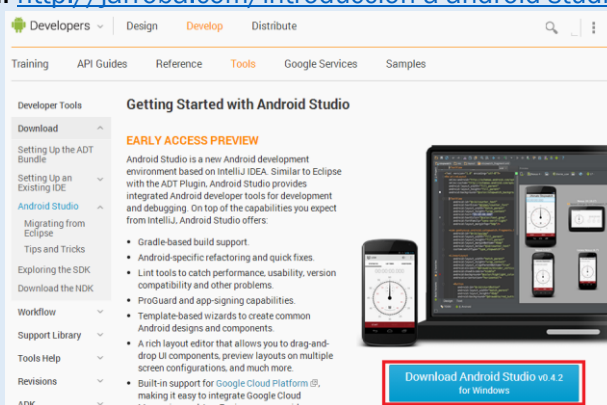 http://jarroba.com/introduccion-a-android-studio
Developers
Design
Develop
Distribute
Training
API Guides
Reference
Tools
Google Services
Samples
Developer Tools
Download
Setting Up the ADT
Bundle
Setting Up an
Existing IDE
Android Studio
Migrating from
Eclipse
Tips and Tricks
Exploring the SDK
Download the NDK
Workflow
Support Library
Tools Help
Revisions
ADK
Getting Started with Android Studio
EARLY ACCESS PREVIEW
Android Studio is a new Android development
environment based on IntelliJ IDEA. Similar to Eclipse
with the ADT Plugin, Android Studio provides
integrated Android developer tools for development
and debugging. On top of the capabilities you expect
from IntelliJ, Android Studio offers:
• Gradle-based build support.
• Android-specific refactoring and quick fixes.
• Lint tools to catch performance, usability, version
compatibility and other problems.
• ProGuard and app-signing capabilities.
• Template-based wizards to create common
Android designs and components.
• A rich layout editor that allows you to drag-and-
drop UI components, preview layouts on multiple
screen configurations, and much more.
• Built-in support for Google Cloud Platform
making it easy to integrate Google Cloud
Download Android Studio v0.4.2
for Windows